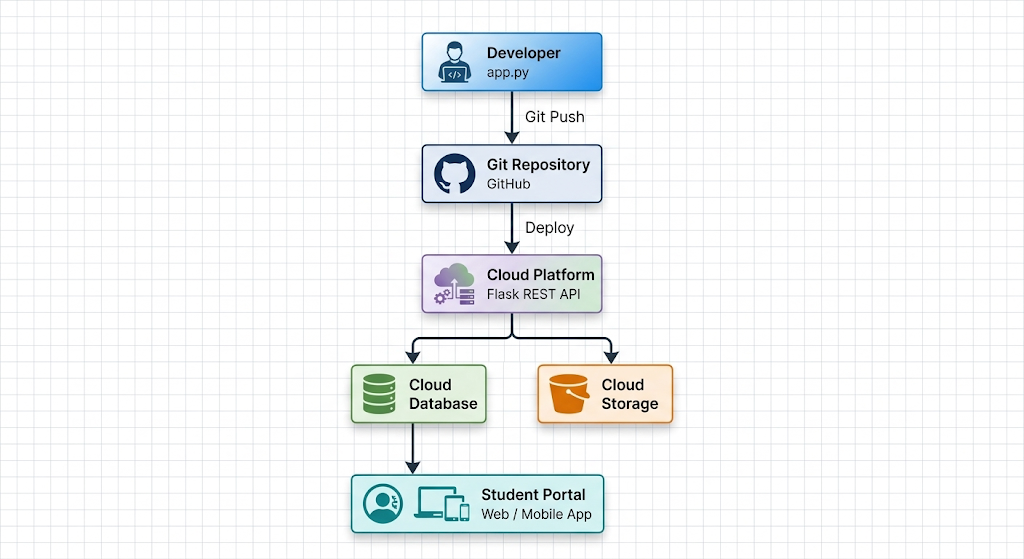 Developer
app.py
Git Push
Git Repository
GitHub
Deploy
Cloud Platform
Flask REST API
Cloud
Database
Cloud
Storage
Student Portal
Web / Mobile App